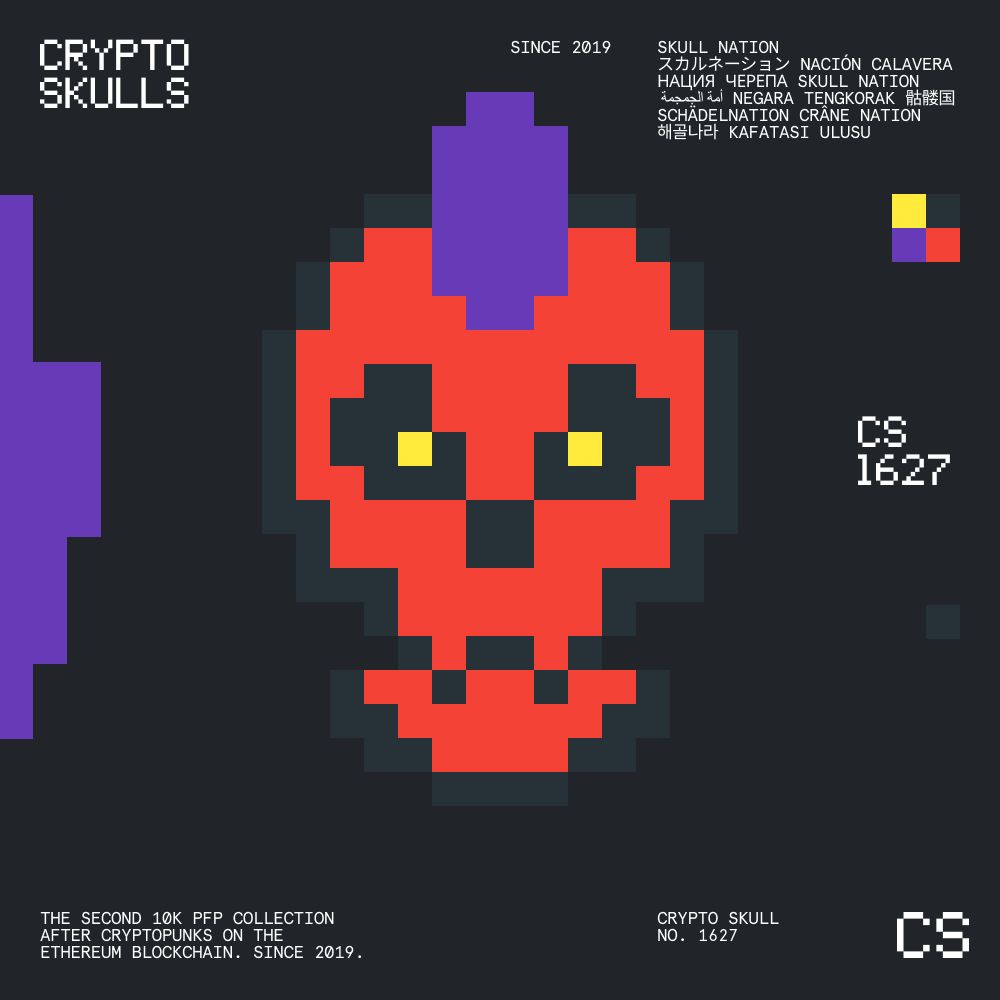 CRYPTO
SKULLS
SINCE 2019
SKULL NATION
スカルネーション NACIÓN CALAVERA
НАЦИЯ ЧЕРЕПА SKULL NATION
أمة الجمجمة NEGARA TENGKORAK 骷髅国
SCHÄDELNATION CRÂNE NATION
해골나라 KAFATASI ULUSU
CS
1627
THE SECOND 10K PFP COLLECTION
AFTER CRYPTOPUNKS ON THE
ETHEREUM BLOCKCHAIN. SINCE 2019.
CRYPTO SKULL
NO. 1627
CS